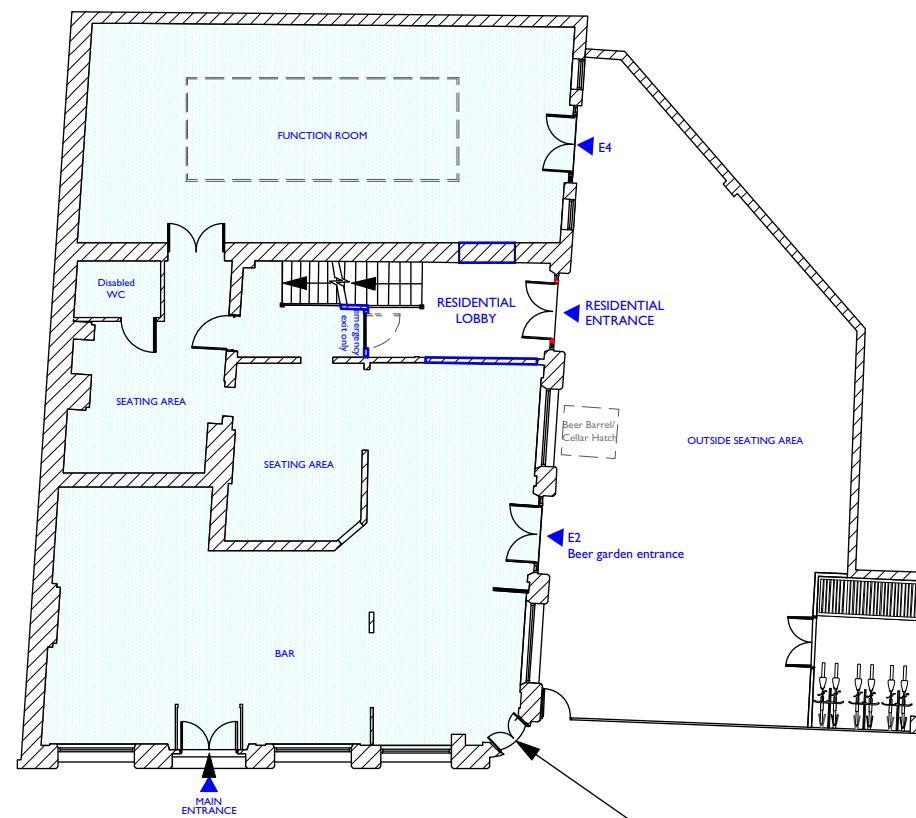 FUNCTION ROOM
E4
Disabled
WC
RESIDENTIAL
LOBBY
RESIDENTIAL
ENTRANCE
emergency
exit only
SEATING AREA
Beer Barrel/
Cellar Hatch
OUTSIDE SEATING AREA
SEATING AREA
E2
Beer garden entrance
BAR
MAIN
ENTRANCE